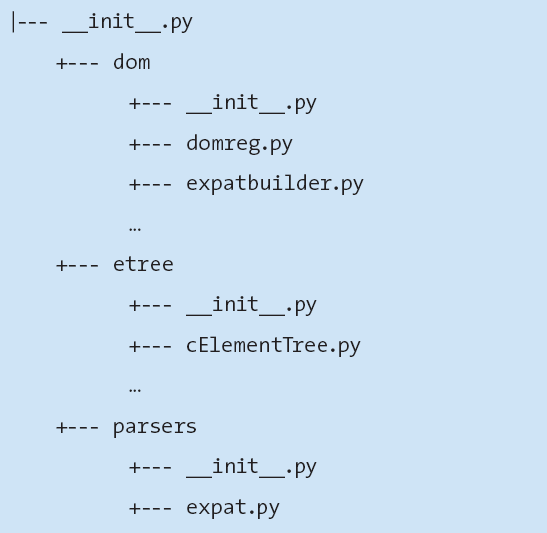 |--- __init__.py
+--- dom
+--- __init__.py
+--- domreg.py
+--- expatbuilder.py
…
+--- etree
+--- __init__.py
+--- cElementTree.py
…
+--- parsers
+--- __init__.py
+--- expat.py